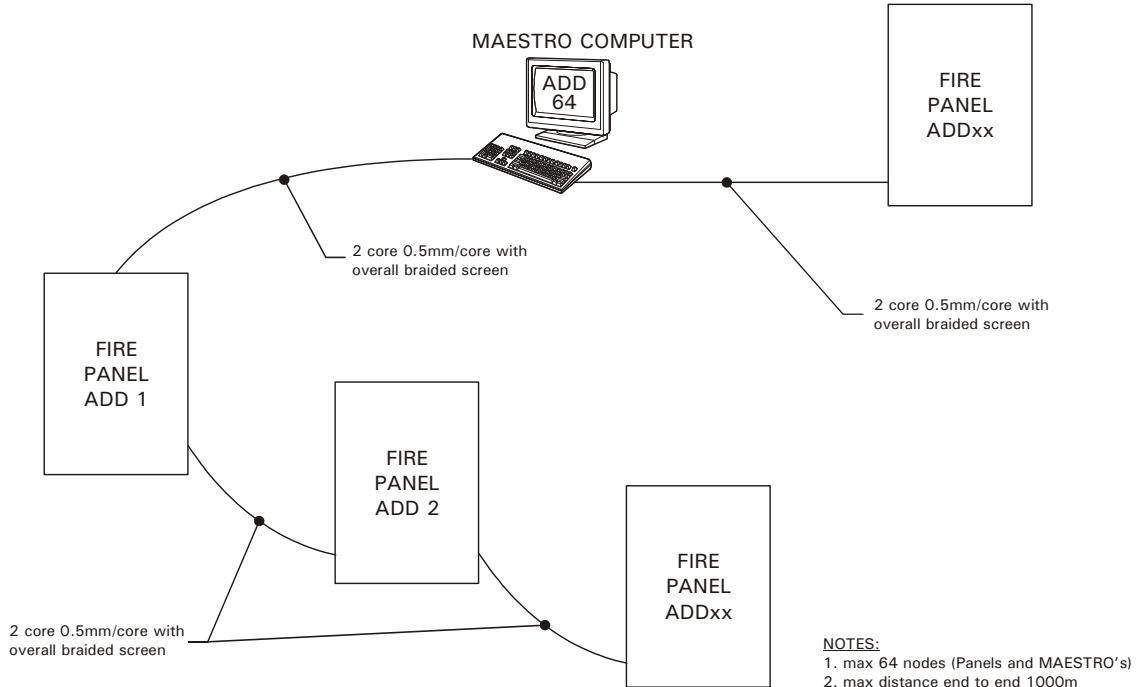 MAESTRO COMPUTER
ADD
64
FIRE
PANEL
ADDxx
2 core 0.5mm/core with
overall braided screen
2 core 0.5mm/core with
overall braided screen
FIRE
PANEL
ADD 1
FIRE
PANEL
ADD 2
FIRE
PANEL
ADDxx
2 core 0.5mm/core with
overall braided screen
NOTES:
1. max 64 nodes (Panels and MAESTRO's)
2. max distance end to end 1000m